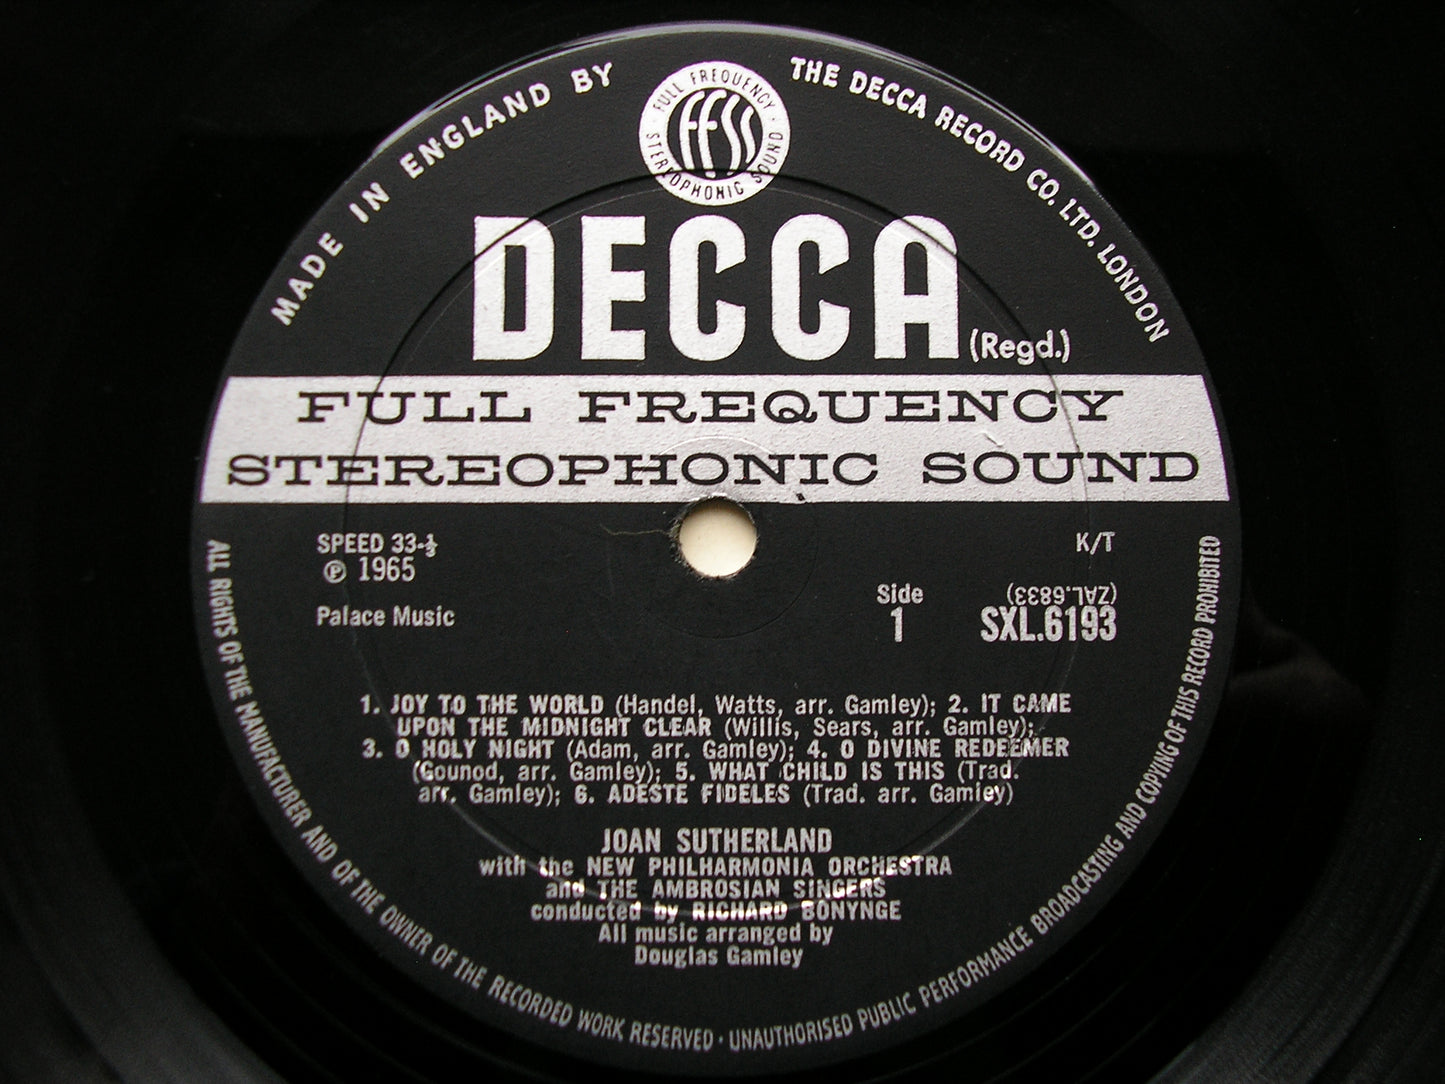 MADE IN ENGLAND BY
THE DECCA RECORD CO. LTD. LONDON
FULL FREQUENCY
FFSS
STEREOPHONIC SOUND
DECCA
(Regd.)
FULL FREQUENCY
STEREOPHONIC SOUND
SPEED 33-⅓
℗ 1965
Palace Music
K/T
Side
1
(ZAL.6833)
SXL.6193
1. JOY TO THE WORLD (Handel, Watts, arr. Gamley); 2. IT CAME
UPON THE MIDNIGHT CLEAR (Willis, Sears, arr. Gamley);
3. O HOLY NIGHT (Adam, arr. Gamley); 4. O DIVINE REDEEMER
(Gounod, arr. Gamley); 5. WHAT CHILD IS THIS (Trad.
arr. Gamley); 6. ADESTE FIDELES (Trad. arr. Gamley)
JOAN SUTHERLAND
with the NEW PHILHARMONIA ORCHESTRA
and THE AMBROSIAN SINGERS
conducted by RICHARD BONYNGE
All music arranged by
Douglas Gamley
ALL RIGHTS OF THE MANUFACTURER AND OF THE OWNER OF THE RECORDED WORK RESERVED · UNAUTHORISED PUBLIC PERFORMANCE BROADCASTING AND COPYING OF THIS RECORD PROHIBITED